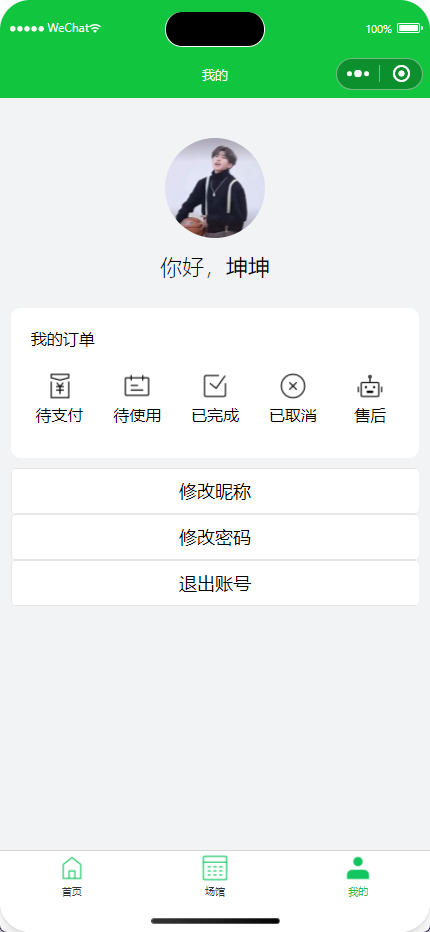 WeChat 100%
我的
你好，坤坤
我的订单
待支付 待使用 已完成 已取消 售后
修改昵称
修改密码
退出账号
首页 场馆 我的